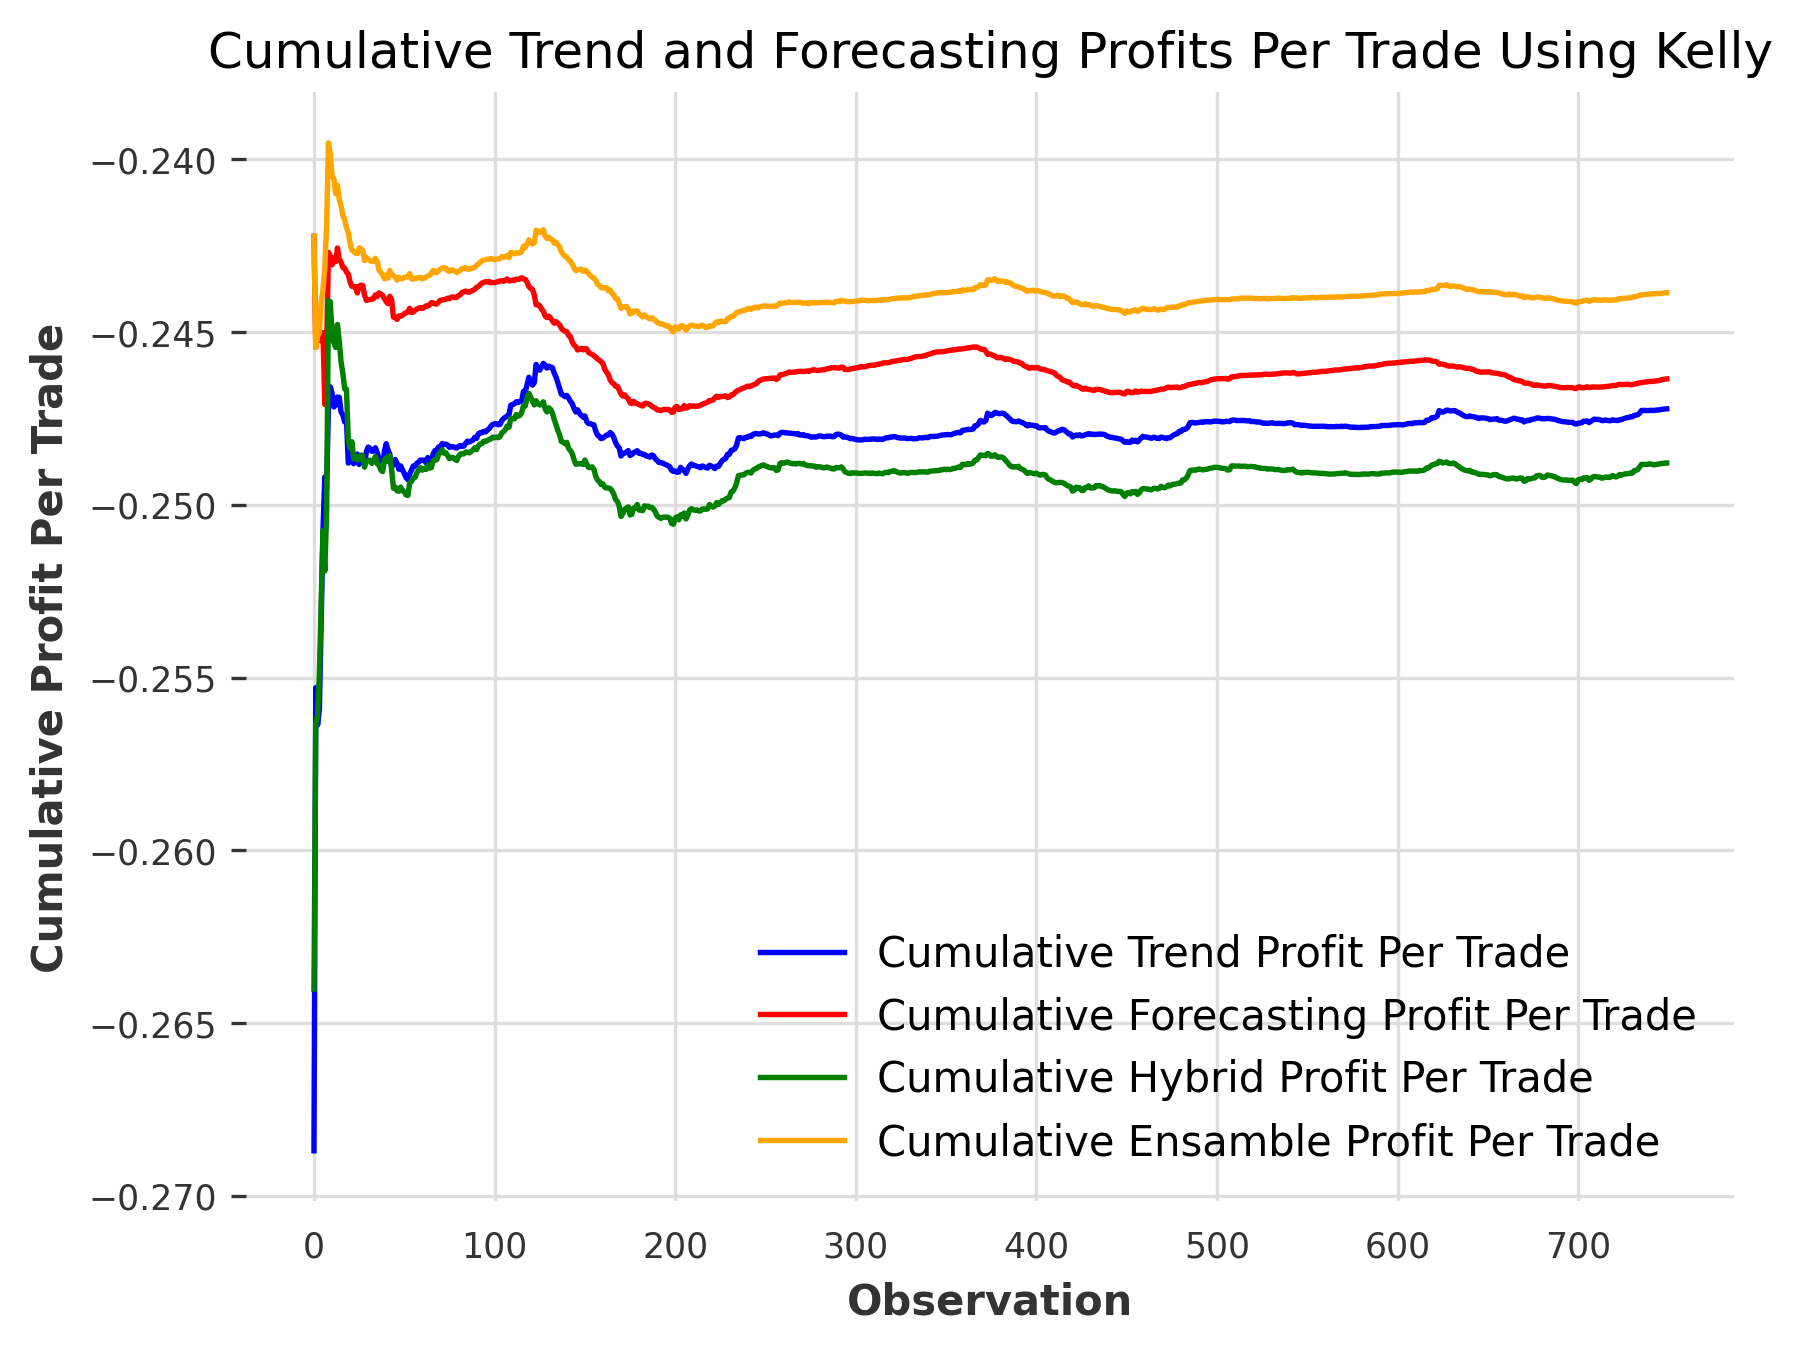 Cumulative Trend and Forecasting Profits Per Trade Using Kelly
Cumulative Profit Per Trade
−0.240
−0.245
−0.250
−0.255
−0.260
−0.265
−0.270
Cumulative Trend Profit Per Trade
Cumulative Forecasting Profit Per Trade
Cumulative Hybrid Profit Per Trade
Cumulative Ensamble Profit Per Trade
0 100 200 300 400 500 600 700
Observation